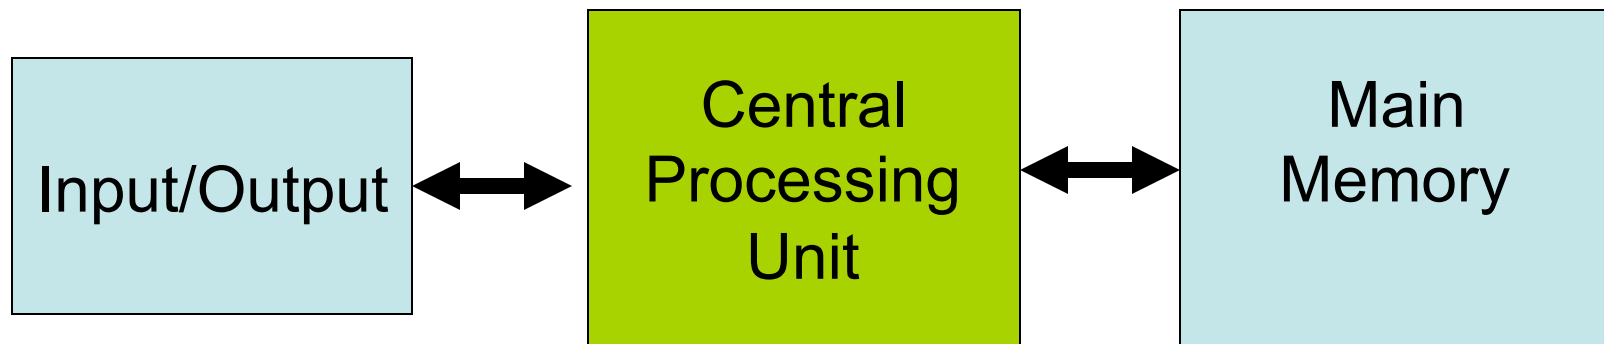 Input/Output
Central
Processing
Unit
Main
Memory